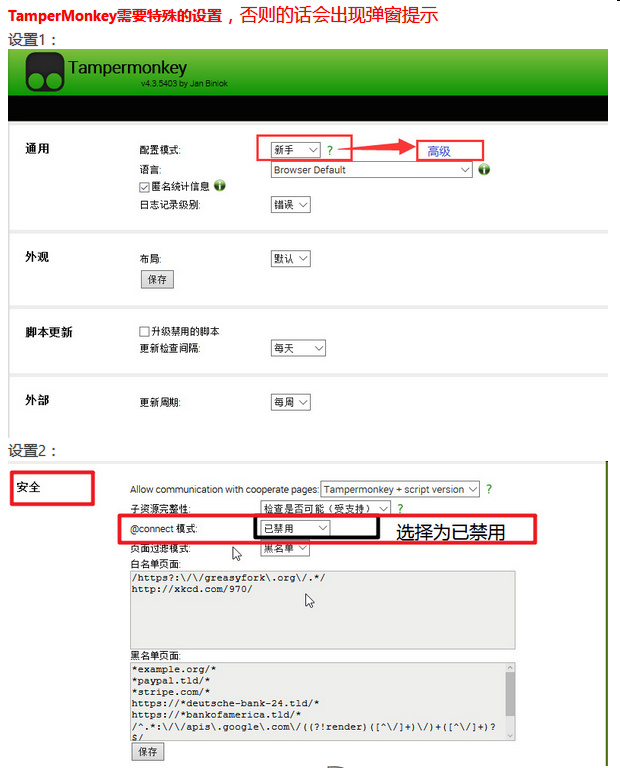 TamperMonkey需要特殊的设置，否则的话会出现弹窗提示
设置1：
Tampermonkey
v4.3.5403 by Jan Biniok
通用
配置模式: 新手 ? 高级
语言: Browser Default
匿名统计信息
日志记录级别: 错误
外观
布局: 默认
保存
脚本更新
升级禁用的脚本
更新检查间隔: 每天
外部
更新周期: 每周
设置2：
安全
Allow communication with cooperate pages: Tampermonkey + script version ?
子资源完整性: 检查是否可能（受支持） ?
@connect 模式: 已禁用 选择为已禁用
页面过滤模式: 黑名单
白名单页面:
/https?:\/\/greasyfork\.org\/.*/
http://xkcd.com/970/
黑名单页面:
*example.org/*
*paypal.tld/*
*stripe.com/*
https://*deutsche-bank-24.tld/*
https://*bankofamerica.tld/*
/^.*:\/\/apis\.google\.com\/((?!render)([^\/]+)\/)+([^\/]+)?
$/
保存